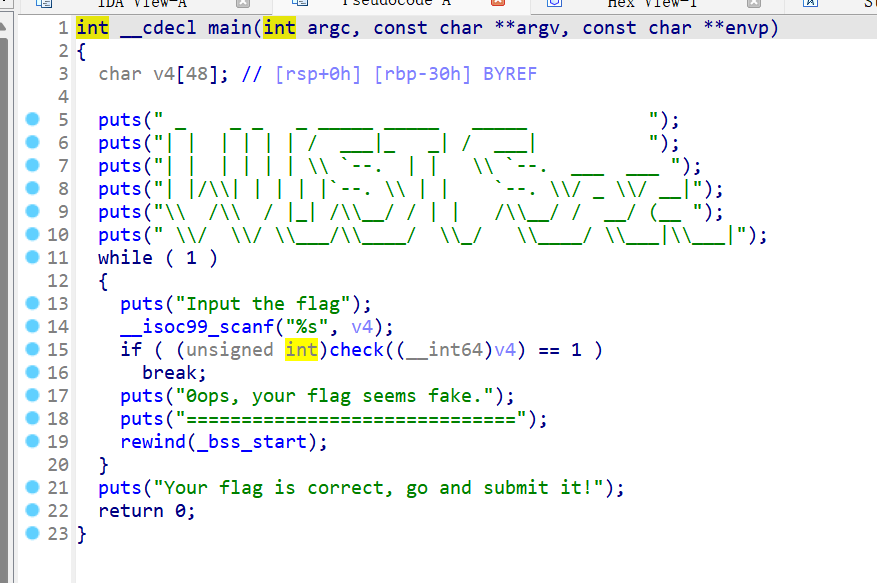 IDA View-A Pseudocode-A Hex View-1
1 int __cdecl main(int argc, const char **argv, const char **envp)
2 {
3   char v4[48]; // [rsp+0h] [rbp-30h] BYREF
4
5   puts(" _    _ _   _ _____ _____   _____           ");
6   puts("| |  | | | | /  ___|_   _| /  ___|          ");
7   puts("| |  | | | | \\ `--.  | |   \\ `--.  ___  ___ ");
8   puts("| |/\\| | | | |`--. \\ | |    `--. \\/ _ \\/ __|");
9   puts("\\  /\\  / |_| /\\__/ / | |   /\\__/ /  __/ (__ ");
10   puts(" \\/  \\/ \\___/\\____/  \\_/   \\____/ \\___|\\___|");
11   while ( 1 )
12   {
13     puts("Input the flag");
14     __isoc99_scanf("%s", v4);
15     if ( (unsigned int)check((__int64)v4) == 1 )
16       break;
17     puts("0ops, your flag seems fake.");
18     puts("==============================");
19     rewind(_bss_start);
20   }
21   puts("Your flag is correct, go and submit it!");
22   return 0;
23 }